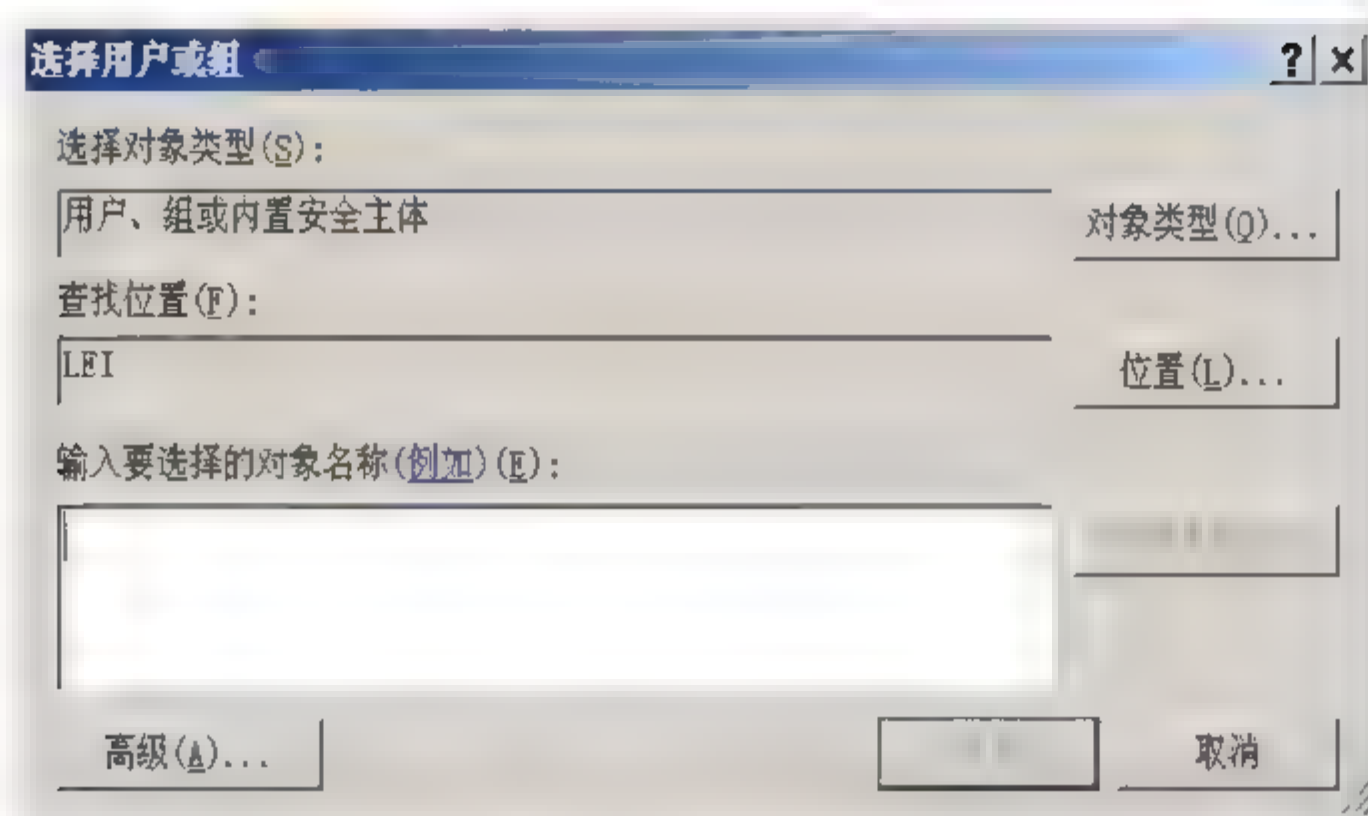 选择用户或组
选择对象类型(S):
用户、组或内置安全主体
对象类型(O)...
查找位置(F):
LEI
位置(L)...
输入要选择的对象名称(例如)(E):
高级(A)...
取消